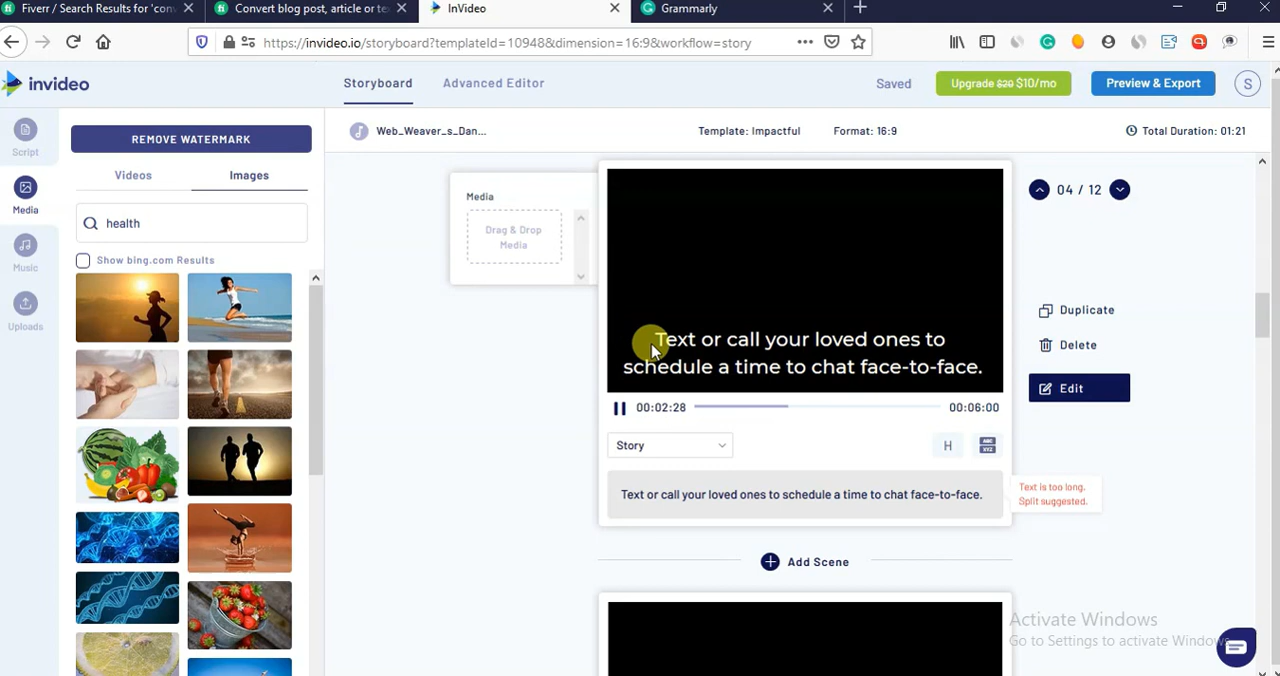 Fiverr / Search Results for 'conv
Convert blog post, article or te
InVideo
Grammarly
https://invideo.io/storyboard?templateId=10948&dimension=16:9&workflow=story
invideo
Storyboard
Advanced Editor
Saved
Upgrade $20 $10/mo
Preview & Export
S
Script
Media
Music
Uploads
REMOVE WATERMARK
Videos
Images
health
Show bing.com Results
Web_Weaver_s_Dan...
Template: Impactful
Format: 16:9
Total Duration: 01:21
Media
Drag & Drop
Media
Text or call your loved ones to
schedule a time to chat face-to-face.
00:02:28
00:06:00
Story
H
ABC
XYZ
Text or call your loved ones to schedule a time to chat face-to-face.
Text is too long.
Split suggested.
04 / 12
Duplicate
Delete
Edit
Add Scene
Activate Windows
Go to Settings to activate Windows.